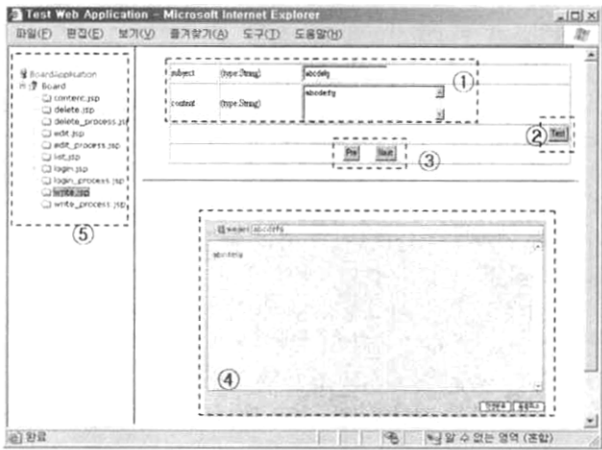 Test Web Application - Microsoft Internet Explorer
파일(F) 편집(E) 보기(V) 즐겨찾기(A) 도구(T) 도움말(H)
BoardApplication
Board
content.jsp
delete.jsp
delete_process.js
edit.jsp
edit_process.jsp
list.jsp
login.jsp
login_process.jsp
write.jsp
write_process.jsp
⑤
subject (type:String) abcdefg
content (type:String) abcdefg
①
② Test
Pre Next
③
abcdefg
abcdefg
④
완료
알 수 없는 영역 (혼합)